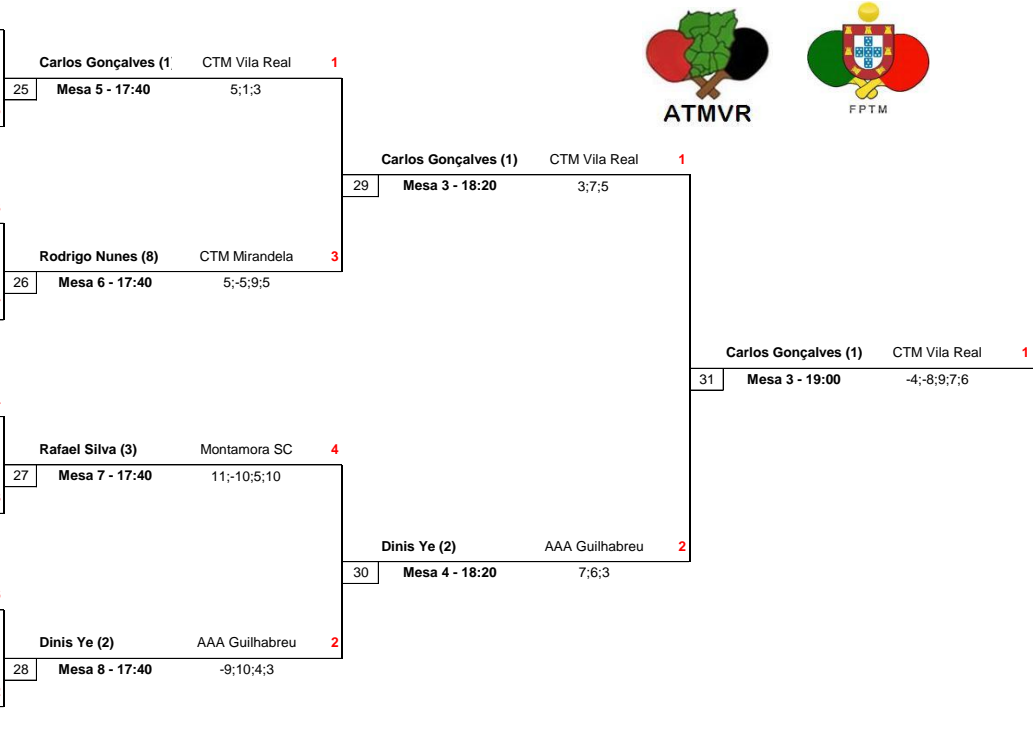 ATMVR
FPTM
Carlos Gonçalves (1 CTM Vila Real 1
25 Mesa 5 - 17:40 5;1;3
Carlos Gonçalves (1) CTM Vila Real 1
29 Mesa 3 - 18:20 3;7;5
Rodrigo Nunes (8) CTM Mirandela 3
26 Mesa 6 - 17:40 5;-5;9;5
Carlos Gonçalves (1) CTM Vila Real 1
31 Mesa 3 - 19:00 -4;-8;9;7;6
Rafael Silva (3) Montamora SC 4
27 Mesa 7 - 17:40 11;-10;5;10
Dinis Ye (2) AAA Guilhabreu 2
30 Mesa 4 - 18:20 7;6;3
Dinis Ye (2) AAA Guilhabreu 2
28 Mesa 8 - 17:40 -9;10;4;3